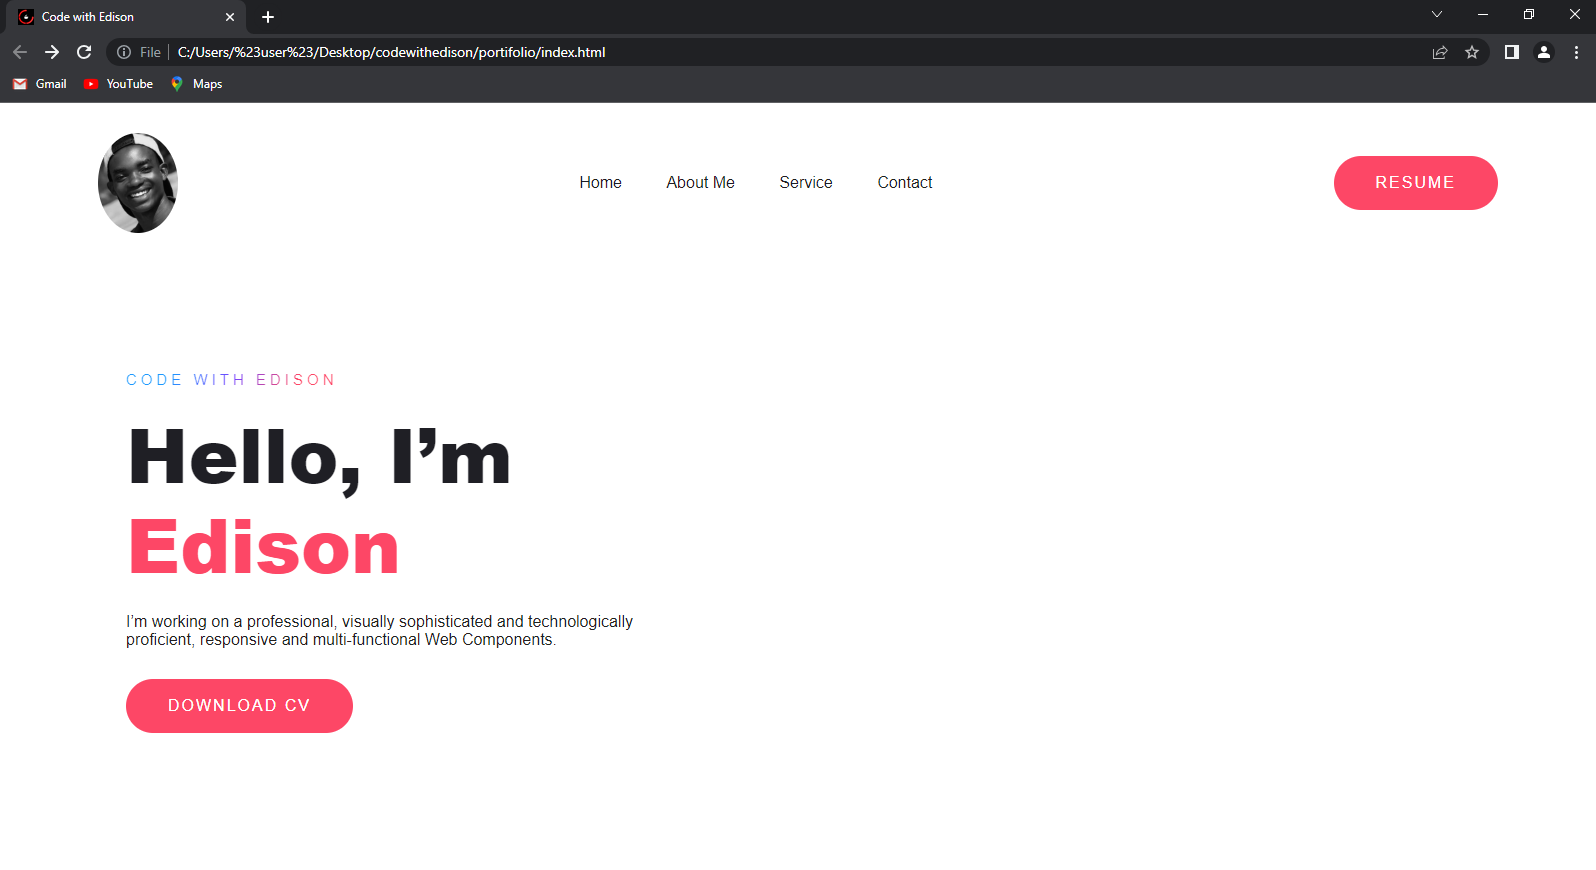 Code with Edison
File C:/Users/%23user%23/Desktop/codewithedison/portifolio/index.html
Gmail YouTube Maps
Home About Me Service Contact RESUME
CODE WITH EDISON
Hello, I’m
Edison
I’m working on a professional, visually sophisticated and technologically
proficient, responsive and multi-functional Web Components.
DOWNLOAD CV